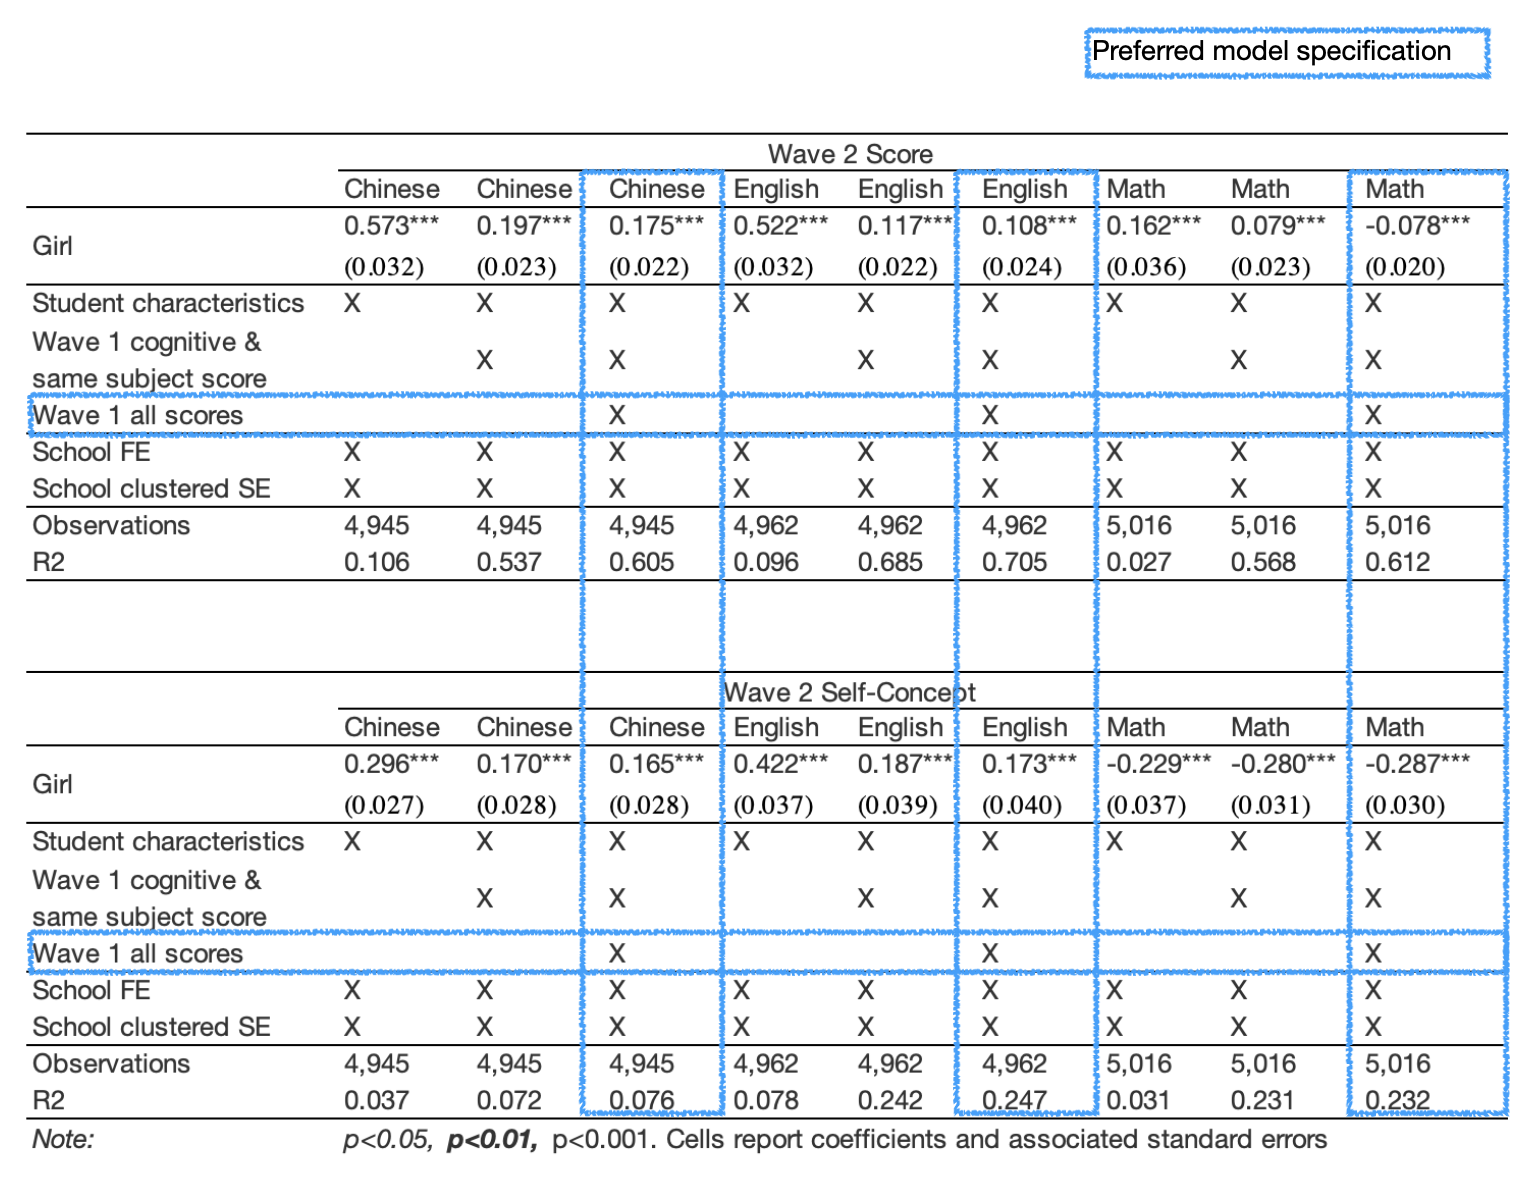 Preferred model specification
Wave 2 Score
Chinese Chinese Chinese English English English Math Math Math
Girl 0.573*** 0.197*** 0.175*** 0.522*** 0.117*** 0.108*** 0.162*** 0.079*** -0.078***
(0.032) (0.023) (0.022) (0.032) (0.022) (0.024) (0.036) (0.023) (0.020)
Student characteristics X X X X X X X X X
Wave 1 cognitive &
same subject score X X X X X X
Wave 1 all scores X X X
School FE X X X X X X X X X
School clustered SE X X X X X X X X X
Observations 4,945 4,945 4,945 4,962 4,962 4,962 5,016 5,016 5,016
R2 0.106 0.537 0.605 0.096 0.685 0.705 0.027 0.568 0.612
Wave 2 Self-Concept
Chinese Chinese Chinese English English English Math Math Math
Girl 0.296*** 0.170*** 0.165*** 0.422*** 0.187*** 0.173*** -0.229*** -0.280*** -0.287***
(0.027) (0.028) (0.028) (0.037) (0.039) (0.040) (0.037) (0.031) (0.030)
Student characteristics X X X X X X X X X
Wave 1 cognitive &
same subject score X X X X X X
Wave 1 all scores X X X
School FE X X X X X X X X X
School clustered SE X X X X X X X X X
Observations 4,945 4,945 4,945 4,962 4,962 4,962 5,016 5,016 5,016
R2 0.037 0.072 0.076 0.078 0.242 0.247 0.031 0.231 0.232
Note: p<0.05, p<0.01, p<0.001. Cells report coefficients and associated standard errors